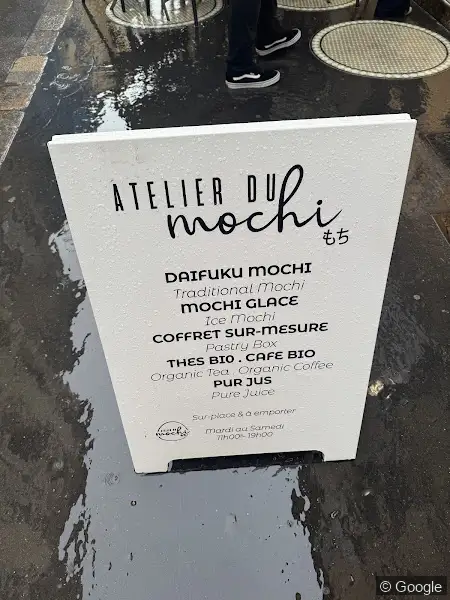 ATELIER DU
mochi
もち
DAIFUKU MOCHI
Traditional Mochi
MOCHI GLACE
Ice Mochi
COFFRET SUR-MESURE
Pastry Box
THES BIO . CAFE BIO
Organic Tea . Organic Coffee
PUR JUS
Pure Juice
Sur-place & à emporter
Mardi au Samedi
11h00- 19h00
mochi
© Google